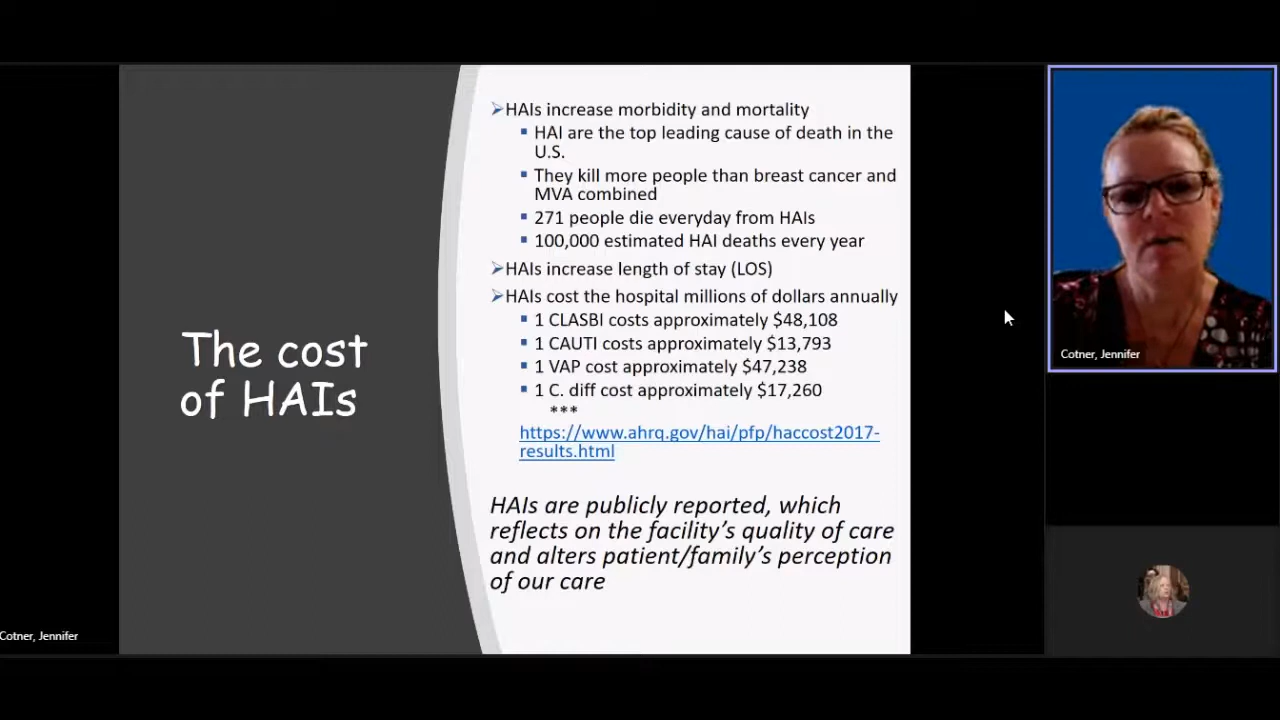 The cost
of HAIs
HAIs increase morbidity and mortality
HAI are the top leading cause of death in the
U.S.
They kill more people than breast cancer and
MVA combined
271 people die everyday from HAIs
100,000 estimated HAI deaths every year
HAIs increase length of stay (LOS)
HAIs cost the hospital millions of dollars annually
1 CLASBI costs approximately $48,108
1 CAUTI costs approximately $13,793
1 VAP cost approximately $47,238
1 C. diff cost approximately $17,260
***
https://www.ahrq.gov/hai/pfp/haccost2017-
results.html
HAIs are publicly reported, which
reflects on the facility's quality of care
and alters patient/family's perception
of our care
Cotner, Jennifer
Cotner, Jennifer